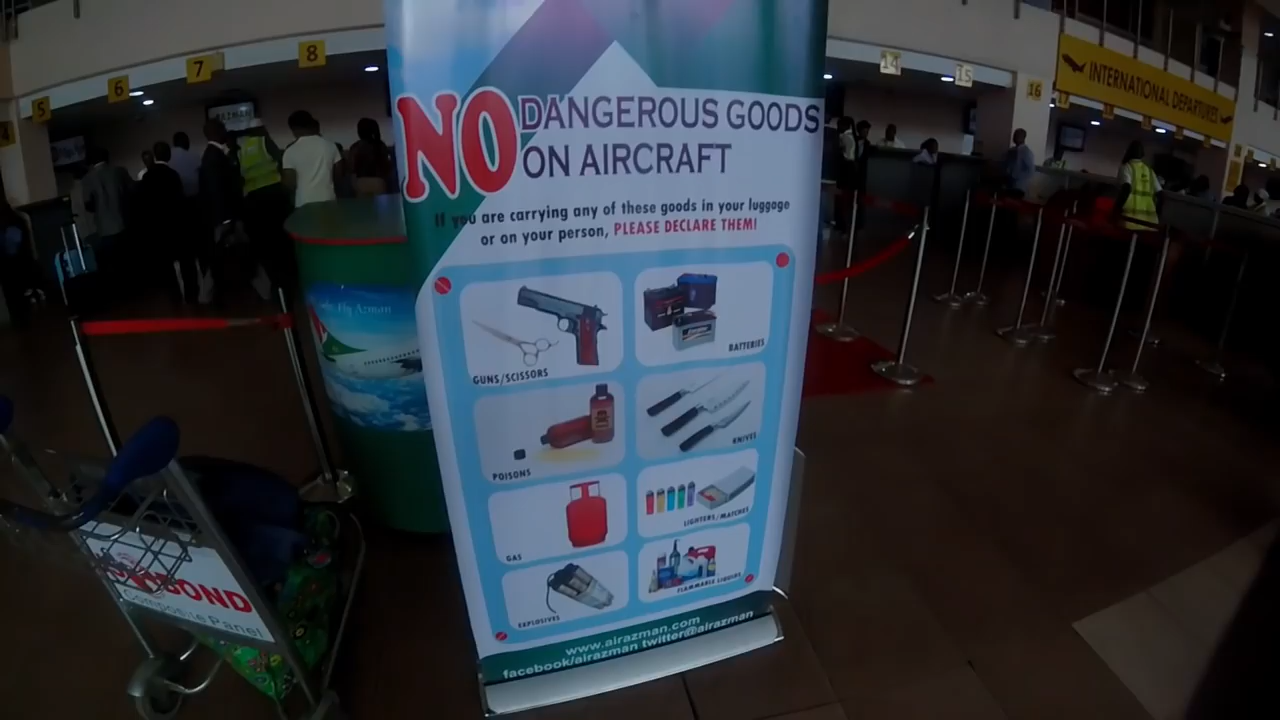 5
6
7
8
14
15
16
INTERNATIONAL DEPARTURES
NO DANGEROUS GOODS
ON AIRCRAFT
If you are carrying any of these goods in your luggage
or on your person, PLEASE DECLARE THEM!
GUNS/SCISSORS
BATTERIES
POISONS
KNIVES
GAS
LIGHTERS/MATCHES
EXPLOSIVES
FLAMMABLE LIQUIDS
www.airazman.com
facebook/airazman twitter@airazman
Fly Azman
BOND
Composite Panel